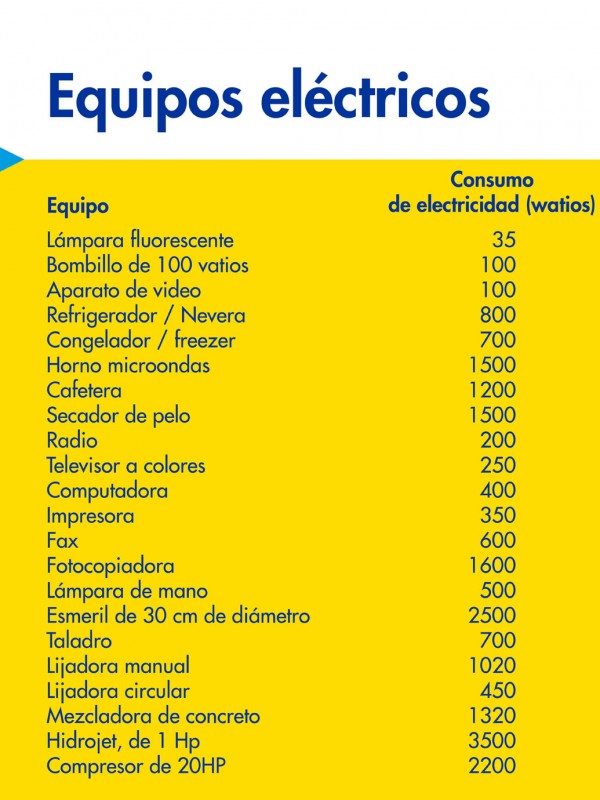 Equipos eléctricos
Consumo
Equipo de electricidad (watios)
Lámpara fluorescente 35
Bombillo de 100 vatios 100
Aparato de video 100
Refrigerador / Nevera 800
Congelador / freezer 700
Horno microondas 1500
Cafetera 1200
Secador de pelo 1500
Radio 200
Televisor a colores 250
Computadora 400
Impresora 350
Fax 600
Fotocopiadora 1600
Lámpara de mano 500
Esmeril de 30 cm de diámetro 2500
Taladro 700
Lijadora manual 1020
Lijadora circular 450
Mezcladora de concreto 1320
Hidrojet, de 1 Hp 3500
Compresor de 20HP 2200